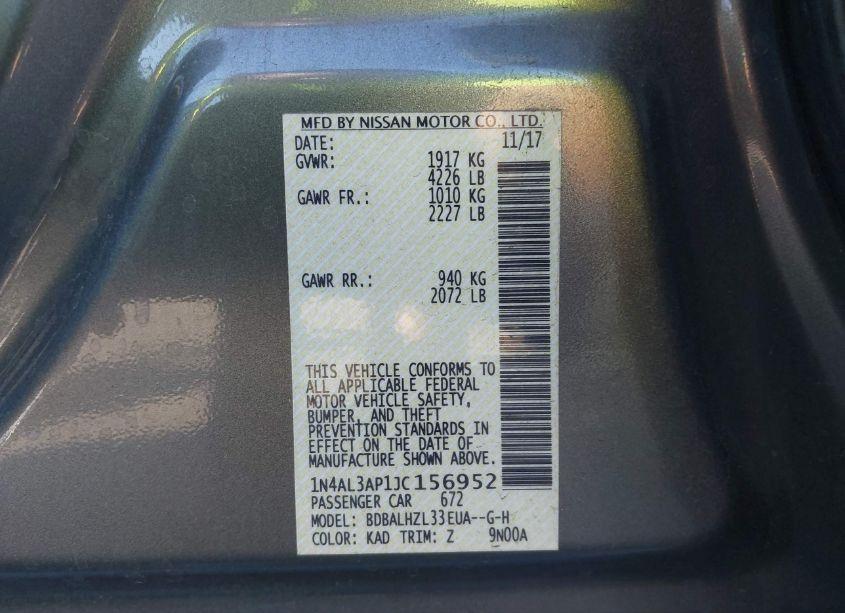 MFD BY NISSAN MOTOR CO., LTD.
DATE: 11/17
GVWR: 1917 KG
4226 LB
GAWR FR.: 1010 KG
2227 LB
GAWR RR.: 940 KG
2072 LB
THIS VEHICLE CONFORMS TO
ALL APPLICABLE FEDERAL
MOTOR VEHICLE SAFETY,
BUMPER, AND THEFT
PREVENTION STANDARDS IN
EFFECT ON THE DATE OF
MANUFACTURE SHOWN ABOVE.
1N4AL3AP1JC156952
PASSENGER CAR 672
MODEL: BDBALHZL33EUA--G-H
COLOR: KAD TRIM: Z 9N00A